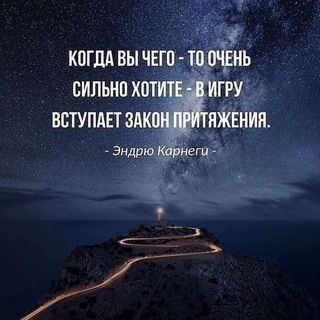 КОГДА ВЫ ЧЕГО - ТО ОЧЕНЬ
СИЛЬНО ХОТИТЕ - В ИГРУ
ВСТУПАЕТ ЗАКОН ПРИТЯЖЕНИЯ.
- Эндрю Карнеги -